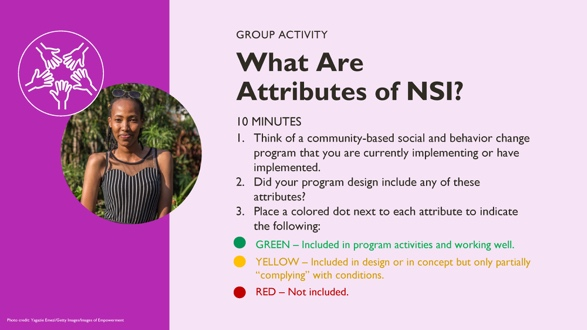 GROUP ACTIVITY
What Are
Attributes of NSI?
10 MINUTES
1. Think of a community-based social and behavior change
program that you are currently implementing or have
implemented.
2. Did your program design include any of these
attributes?
3. Place a colored dot next to each attribute to indicate
the following:
GREEN – Included in program activities and working well.
YELLOW – Included in design or in concept but only partially
“complying” with conditions.
RED – Not included.
Photo credit: Yagazie Emezi/Getty Images/Images of Empowerment